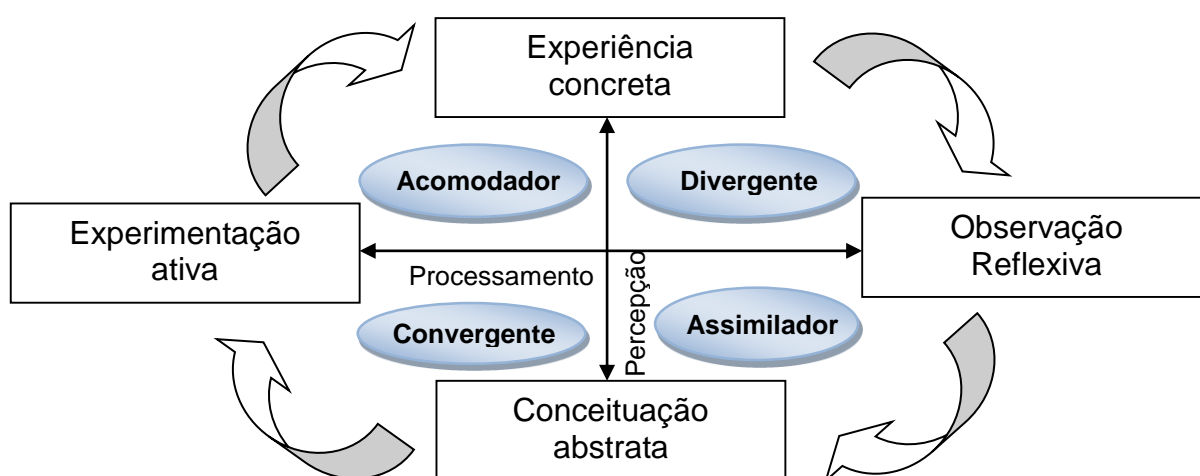 Experiência
concreta
Acomodador
Divergente
Experimentação
ativa
Observação
Reflexiva
Processamento
Percepção
Convergente
Assimilador
Conceituação
abstrata